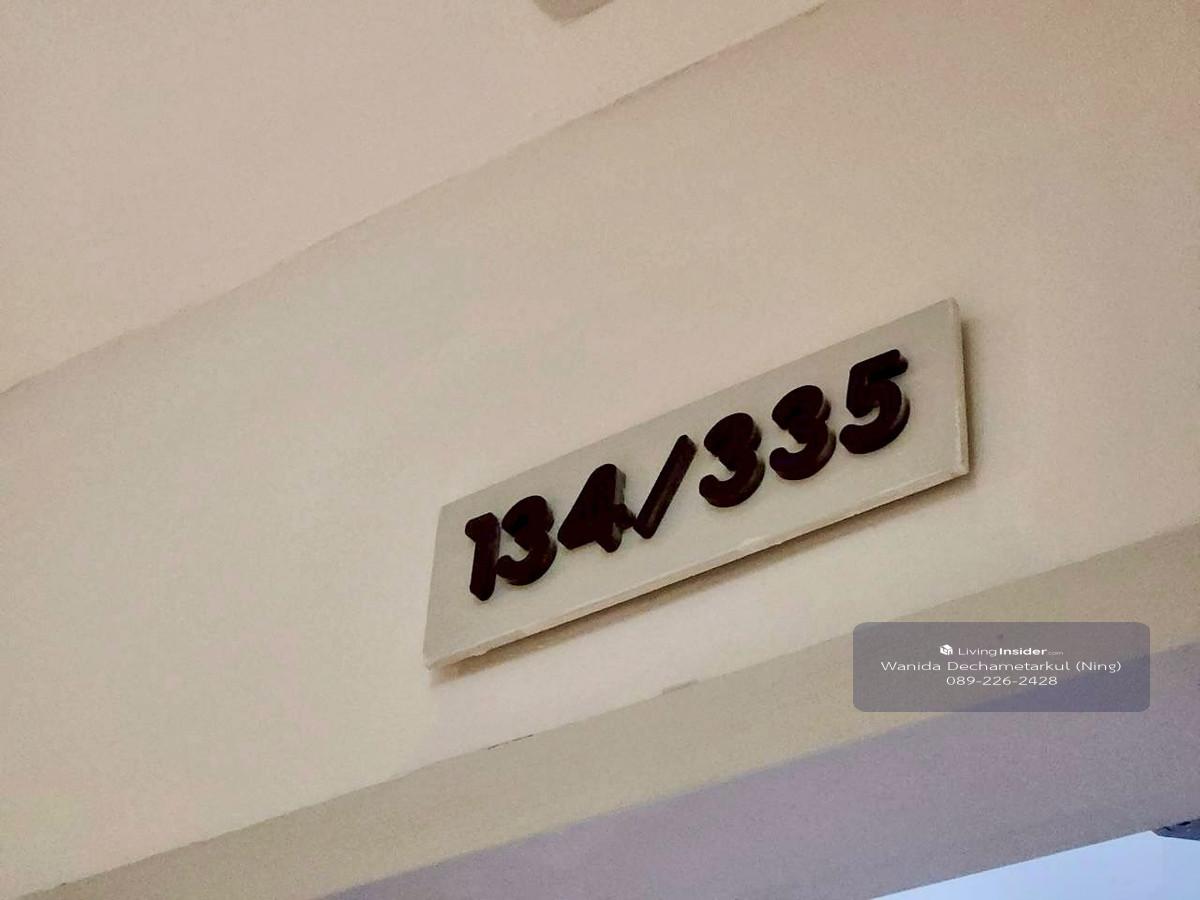 134/335
LivingInsider.com
Wanida Dechametarkul (Ning)
089-226-2428